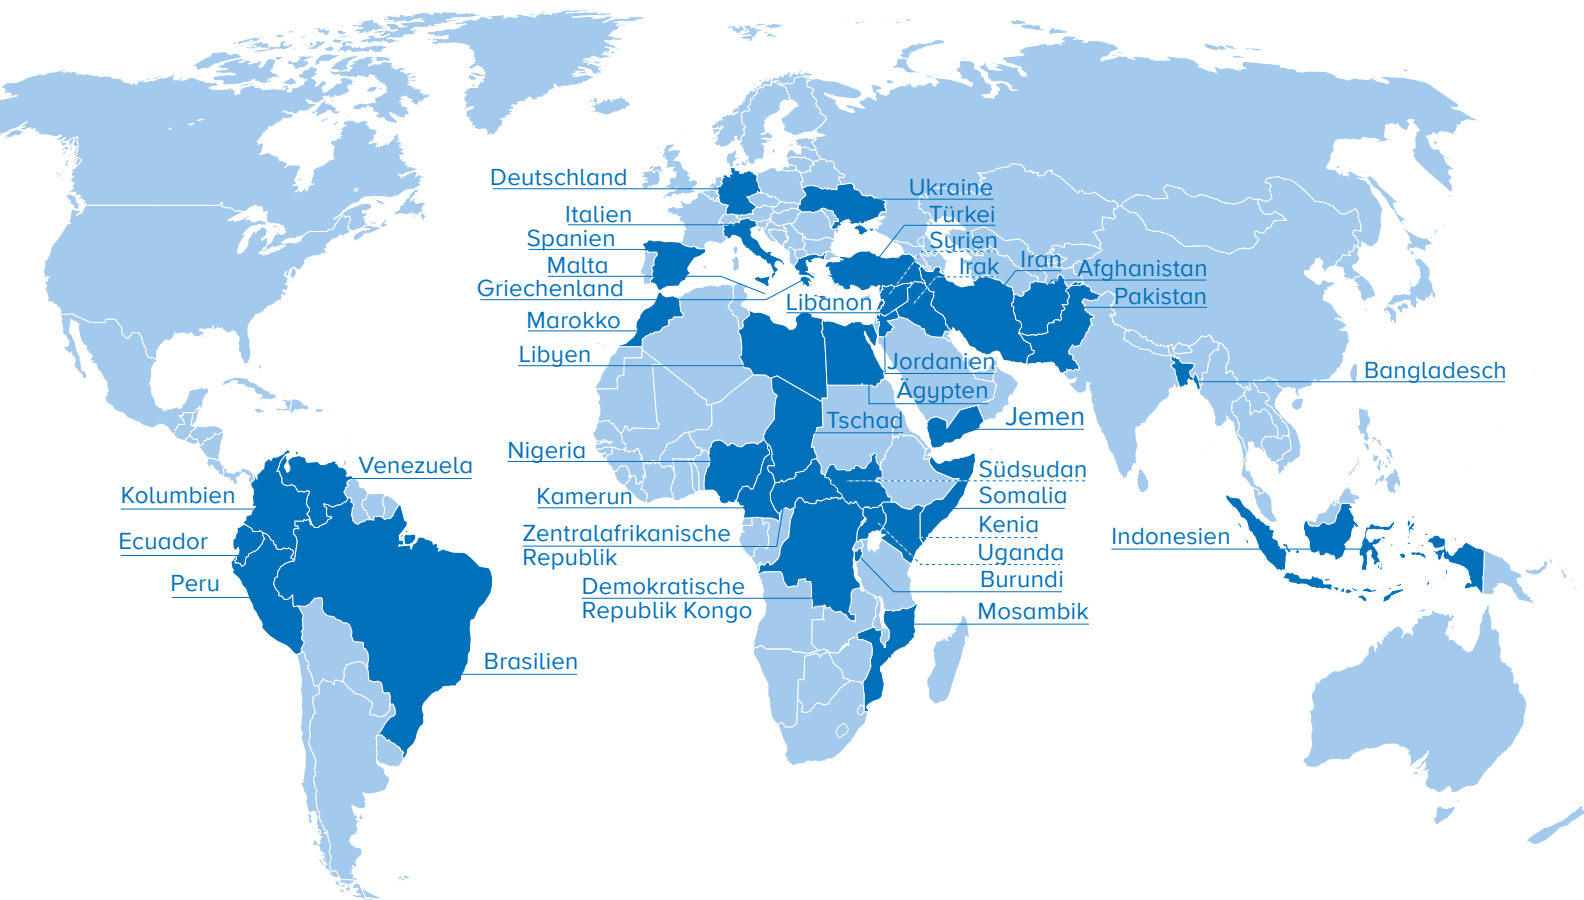 Deutschland
Ukraine
Italien
Türkei
Spanien
Syrien
Malta
Irak
Iran
Afghanistan
Griechenland
Libanon
Pakistan
Marokko
Libyen
Jordanien
Bangladesch
Ägypten
Tschad
Jemen
Nigeria
Venezuela
Südsudan
Kolumbien
Kamerun
Somalia
Kenia
Zentralafrikanische
Republik
Indonesien
Ecuador
Uganda
Peru
Demokratische
Republik Kongo
Burundi
Mosambik
Brasilien